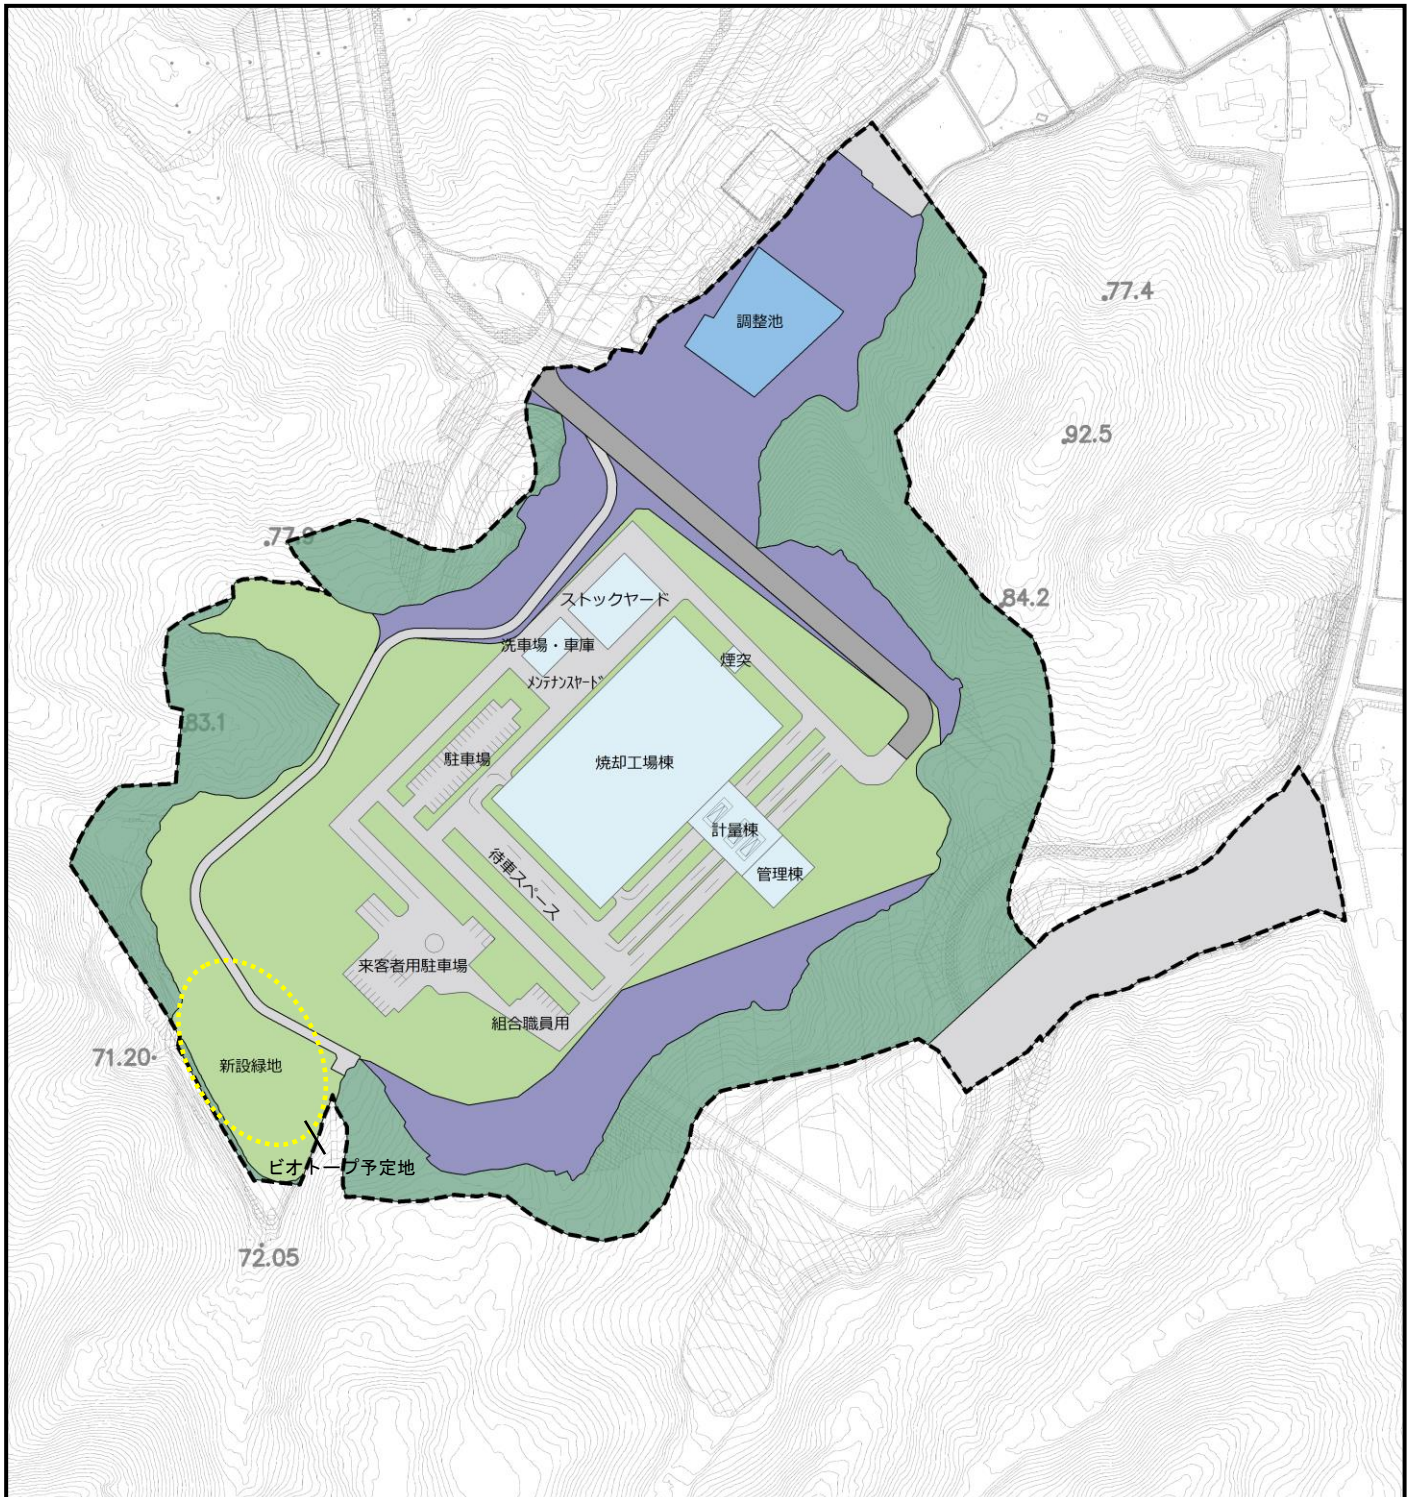 .77.4
調整池
.92.5
.77.9
ストックヤード
.84.2
洗車場・車庫
煙突
メンテナンスヤード
.83.1
駐車場
焼却工場棟
計量棟
管理棟
待車スペース
来客者用駐車場
組合職員用
71.20.
新設緑地
ビオトープ予定地
72.05